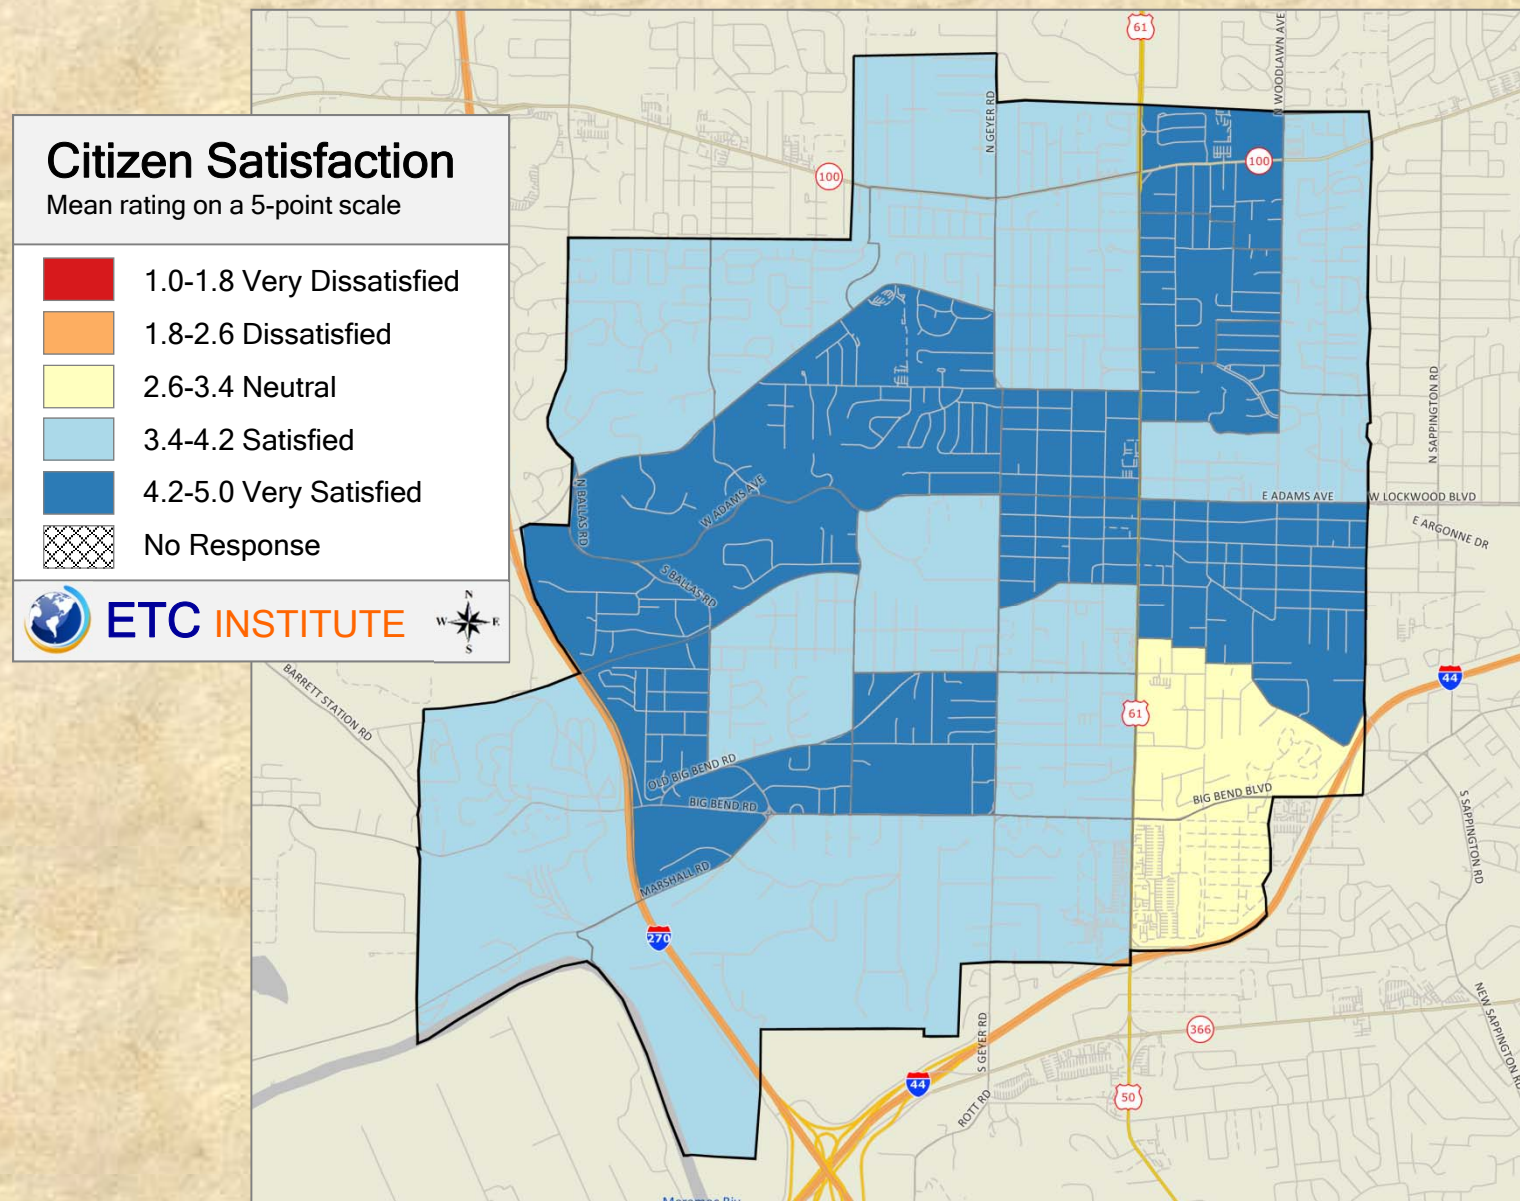 Citizen Satisfaction
Mean rating on a 5-point scale
1.0-1.8 Very Dissatisfied
1.8-2.6 Dissatisfied
2.6-3.4 Neutral
3.4-4.2 Satisfied
4.2-5.0 Very Satisfied
No Response
ETC INSTITUTE
N
W
E
S
61
N WOODLAWN AVE
N GEYER RD
100
100
N SAPPINGTON RD
N BALLAS RD
W ADAMS AVE
E ADAMS AVE
W LOCKWOOD BLVD
E ARGONNE DR
S BALLAS RD
BARRETT STATION RD
44
61
OLD BIG BEND RD
BIG BEND RD
BIG BEND BLVD
S SAPPINGTON RD
MARSHALL RD
270
NEW SAPPINGTON RD
366
S GEYER RD
44
ROTT RD
50